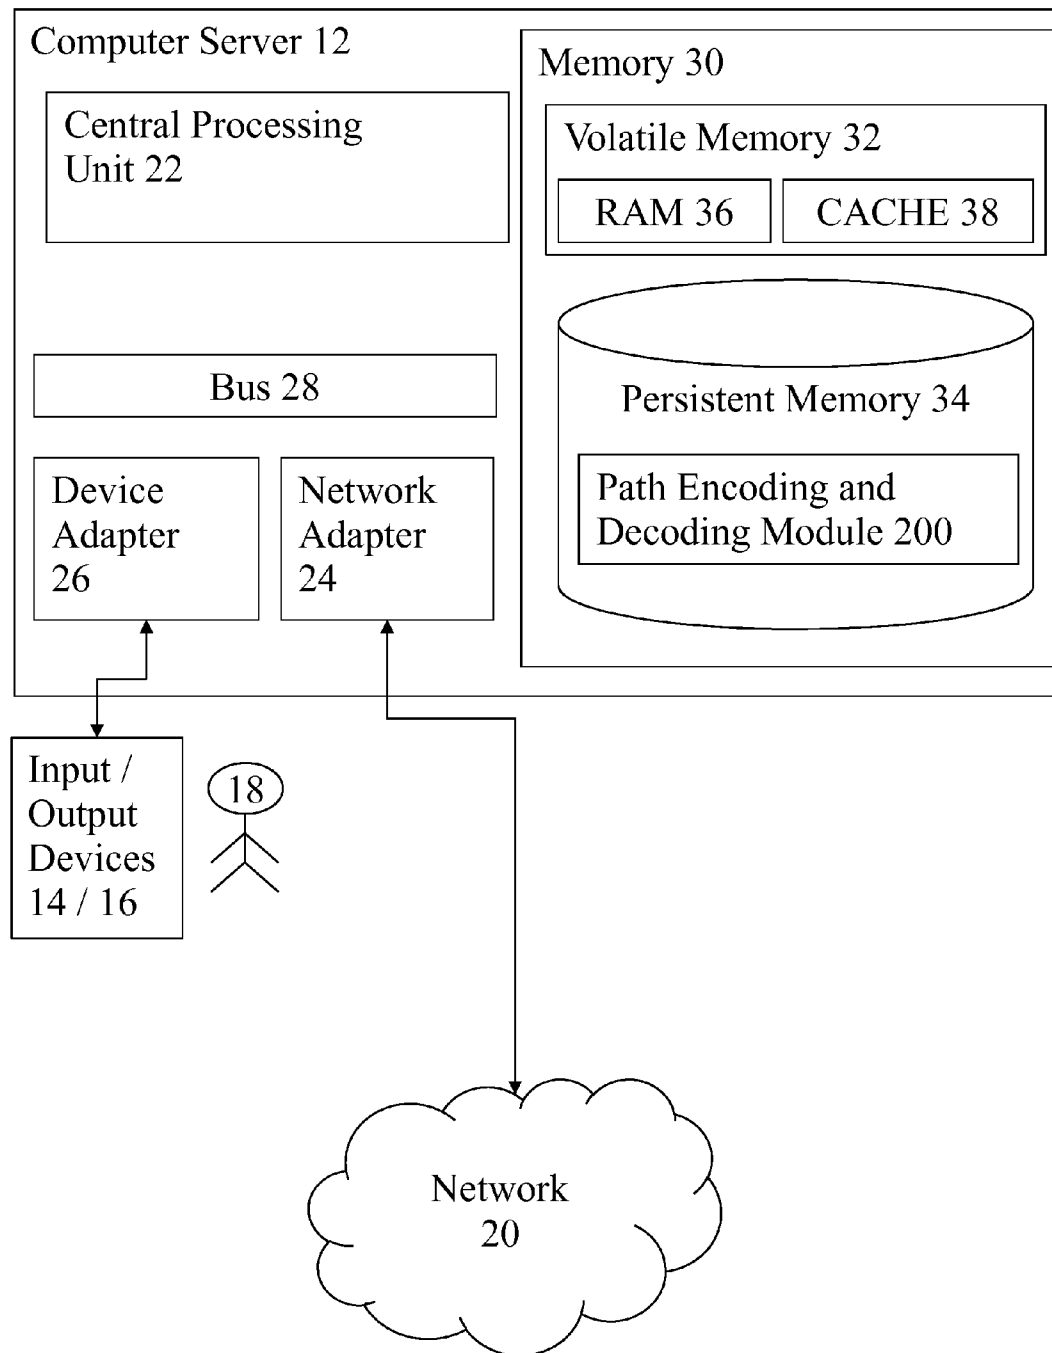 Computer Server 12
Central Processing
Unit 22
Memory 30
Volatile Memory 32
RAM 36
CACHE 38
Bus 28
Persistent Memory 34
Path Encoding and
Decoding Module 200
Device
Adapter
26
Network
Adapter
24
Input /
Output
Devices
14 / 16
18
Network
20